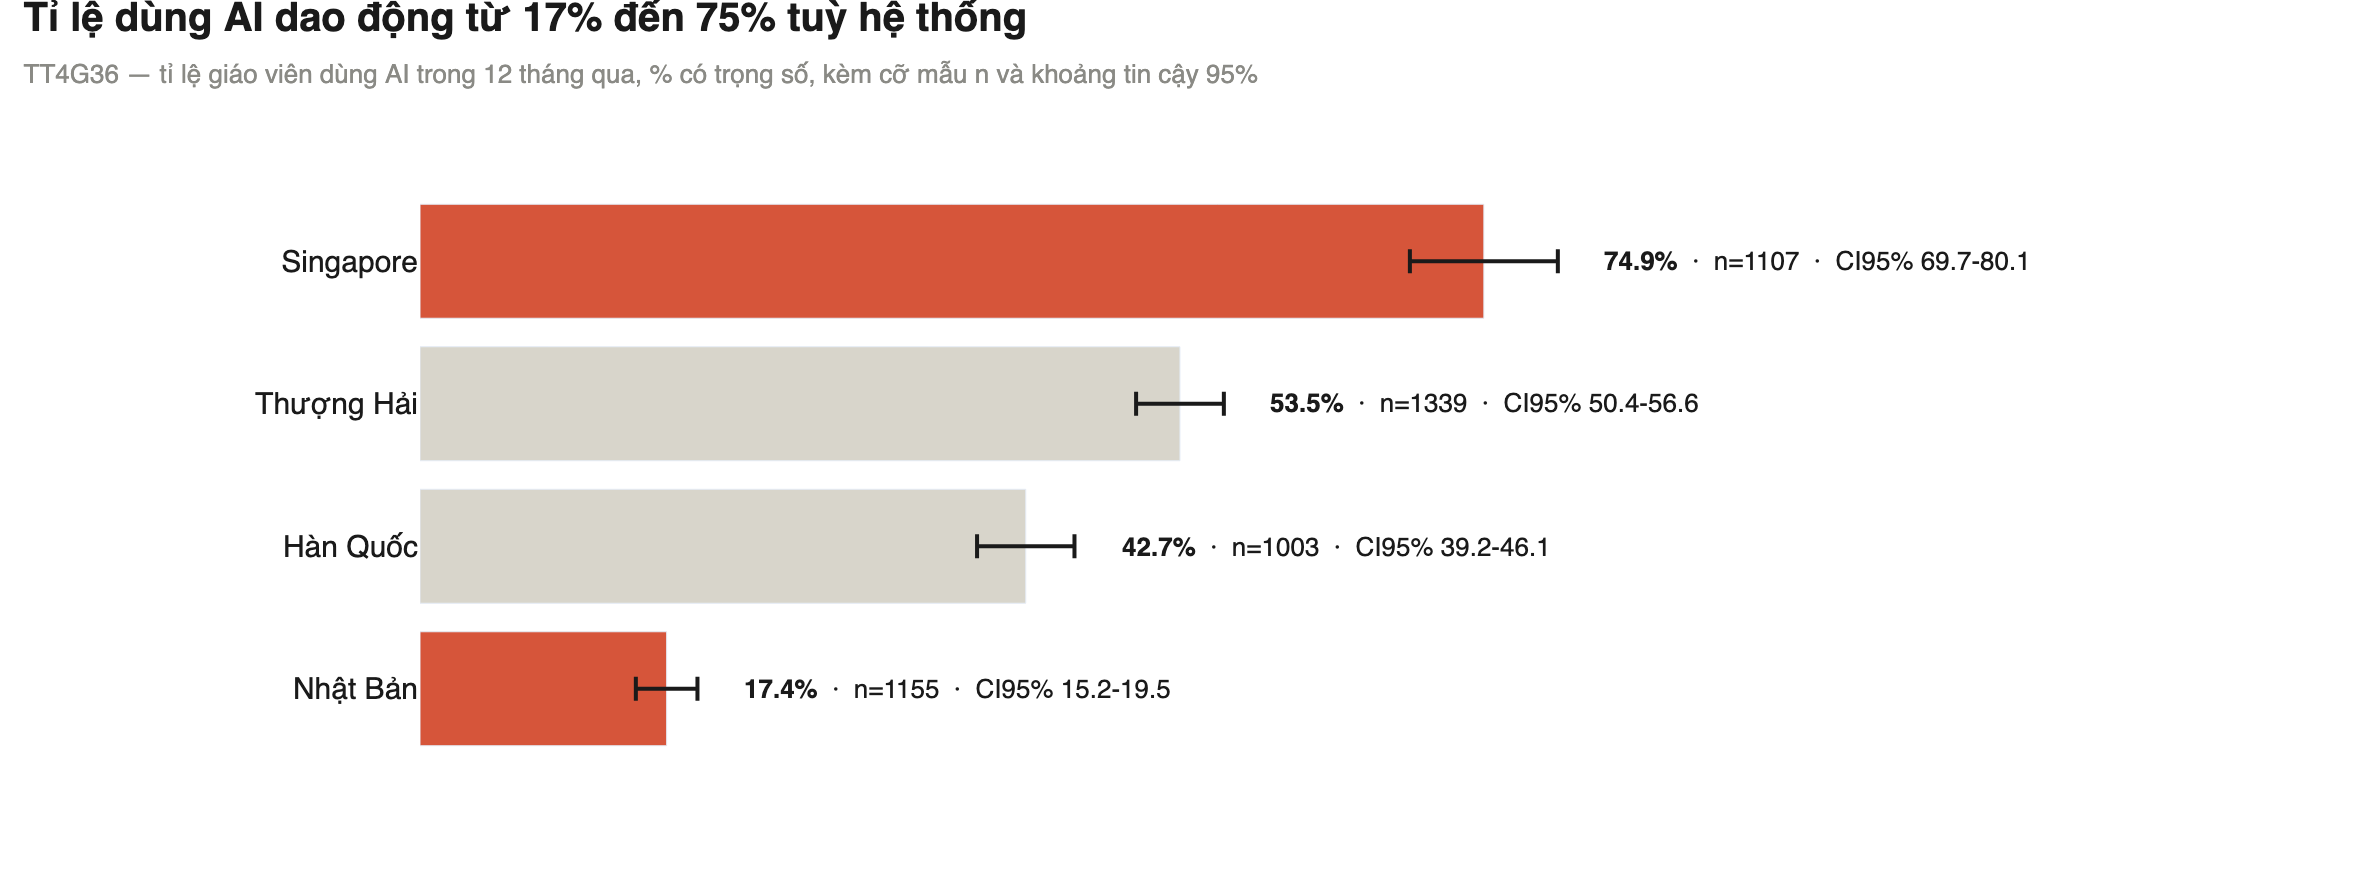 Tỉ lệ dùng AI dao động từ 17% đến 75% tuỳ hệ thống
TT4G36 — tỉ lệ giáo viên dùng AI trong 12 tháng qua, % có trọng số, kèm cỡ mẫu n và khoảng tin cậy 95%
Singapore 74.9% · n=1107 · CI95% 69.7-80.1
Thượng Hải 53.5% · n=1339 · CI95% 50.4-56.6
Hàn Quốc 42.7% · n=1003 · CI95% 39.2-46.1
Nhật Bản 17.4% · n=1155 · CI95% 15.2-19.5